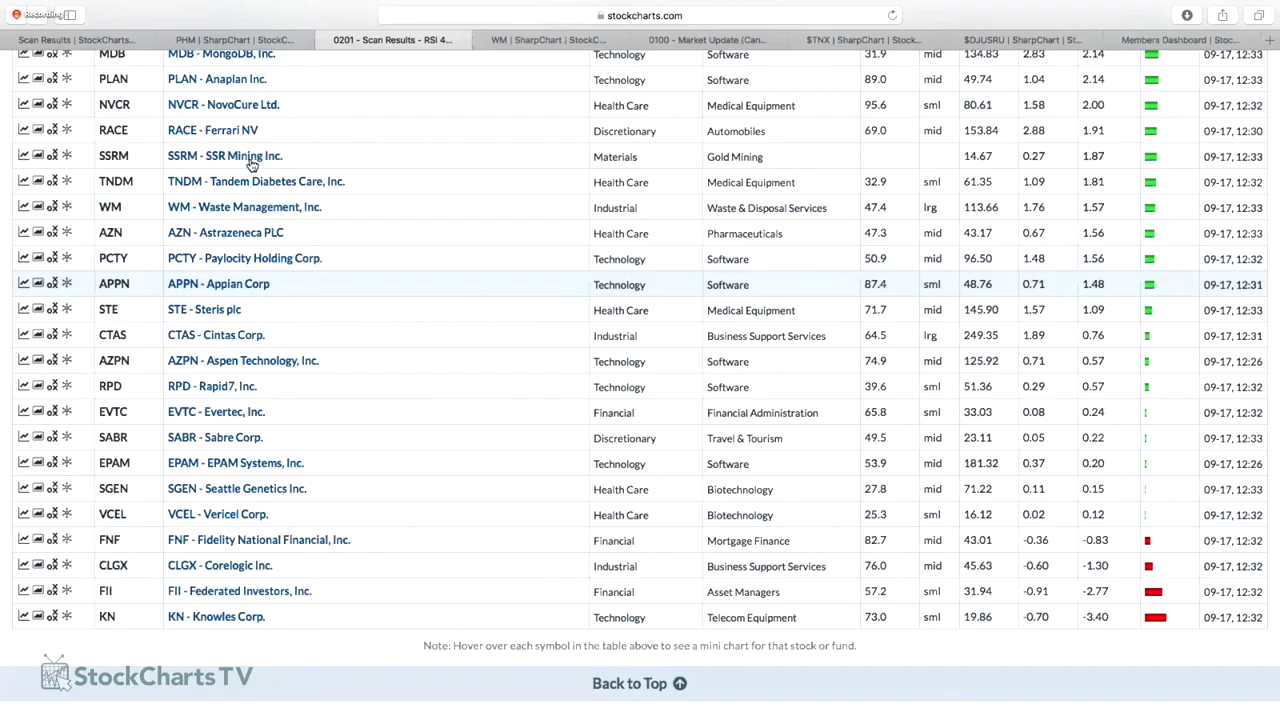 Recording
stockcharts.com
Scan Results | StockCharts... PHM | SharpChart | StockC... 0201 - Scan Results - RSI 4... WM | SharpChart | StockC... 0100 - Market Update (Can... $TNX | SharpChart | Stock... $DJUSRU | SharpChart | St... Members Dashboard | Stoc...
MDB MDB - MongoDB, Inc. Technology Software 31.9 mid 134.83 2.83 2.14 09-17, 12:33
PLAN PLAN - Anaplan Inc. Technology Software 89.0 mid 49.74 1.04 2.14 09-17, 12:33
NVCR NVCR - NovoCure Ltd. Health Care Medical Equipment 95.6 sml 80.61 1.58 2.00 09-17, 12:32
RACE RACE - Ferrari NV Discretionary Automobiles 69.0 mid 153.84 2.88 1.91 09-17, 12:30
SSRM SSRM - SSR Mining Inc. Materials Gold Mining 14.67 0.27 1.87 09-17, 12:33
TNDM TNDM - Tandem Diabetes Care, Inc. Health Care Medical Equipment 32.9 sml 61.35 1.09 1.81 09-17, 12:32
WM WM - Waste Management, Inc. Industrial Waste & Disposal Services 47.4 lrg 113.66 1.76 1.57 09-17, 12:33
AZN AZN - Astrazeneca PLC Health Care Pharmaceuticals 47.3 mid 43.17 0.67 1.56 09-17, 12:33
PCTY PCTY - Paylocity Holding Corp. Technology Software 50.9 mid 96.50 1.48 1.56 09-17, 12:33
APPN APPN - Appian Corp Technology Software 87.4 sml 48.76 0.71 1.48 09-17, 12:31
STE STE - Steris plc Health Care Medical Equipment 71.7 mid 145.90 1.57 1.09 09-17, 12:33
CTAS CTAS - Cintas Corp. Industrial Business Support Services 64.5 lrg 249.35 1.89 0.76 09-17, 12:31
AZPN AZPN - Aspen Technology, Inc. Technology Software 74.9 mid 125.92 0.71 0.57 09-17, 12:26
RPD RPD - Rapid7, Inc. Technology Software 39.6 sml 51.36 0.29 0.57 09-17, 12:32
EVTC EVTC - Evertec, Inc. Financial Financial Administration 65.8 sml 33.03 0.08 0.24 09-17, 12:32
SABR SABR - Sabre Corp. Discretionary Travel & Tourism 49.5 mid 23.11 0.05 0.22 09-17, 12:33
EPAM EPAM - EPAM Systems, Inc. Technology Software 53.9 mid 181.32 0.37 0.20 09-17, 12:26
SGEN SGEN - Seattle Genetics Inc. Health Care Biotechnology 27.8 mid 71.22 0.11 0.15 09-17, 12:33
VCEL VCEL - Vericel Corp. Health Care Biotechnology 25.3 sml 16.12 0.02 0.12 09-17, 12:32
FNF FNF - Fidelity National Financial, Inc. Financial Mortgage Finance 82.7 mid 43.01 -0.36 -0.83 09-17, 12:32
CLGX CLGX - Corelogic Inc. Industrial Business Support Services 76.0 mid 45.63 -0.60 -1.30 09-17, 12:32
FII FII - Federated Investors, Inc. Financial Asset Managers 57.2 sml 31.94 -0.91 -2.77 09-17, 12:32
KN KN - Knowles Corp. Technology Telecom Equipment 73.0 sml 19.86 -0.70 -3.40 09-17, 12:32
Note: Hover over each symbol in the table above to see a mini chart for that stock or fund.
StockCharts TV
Back to Top